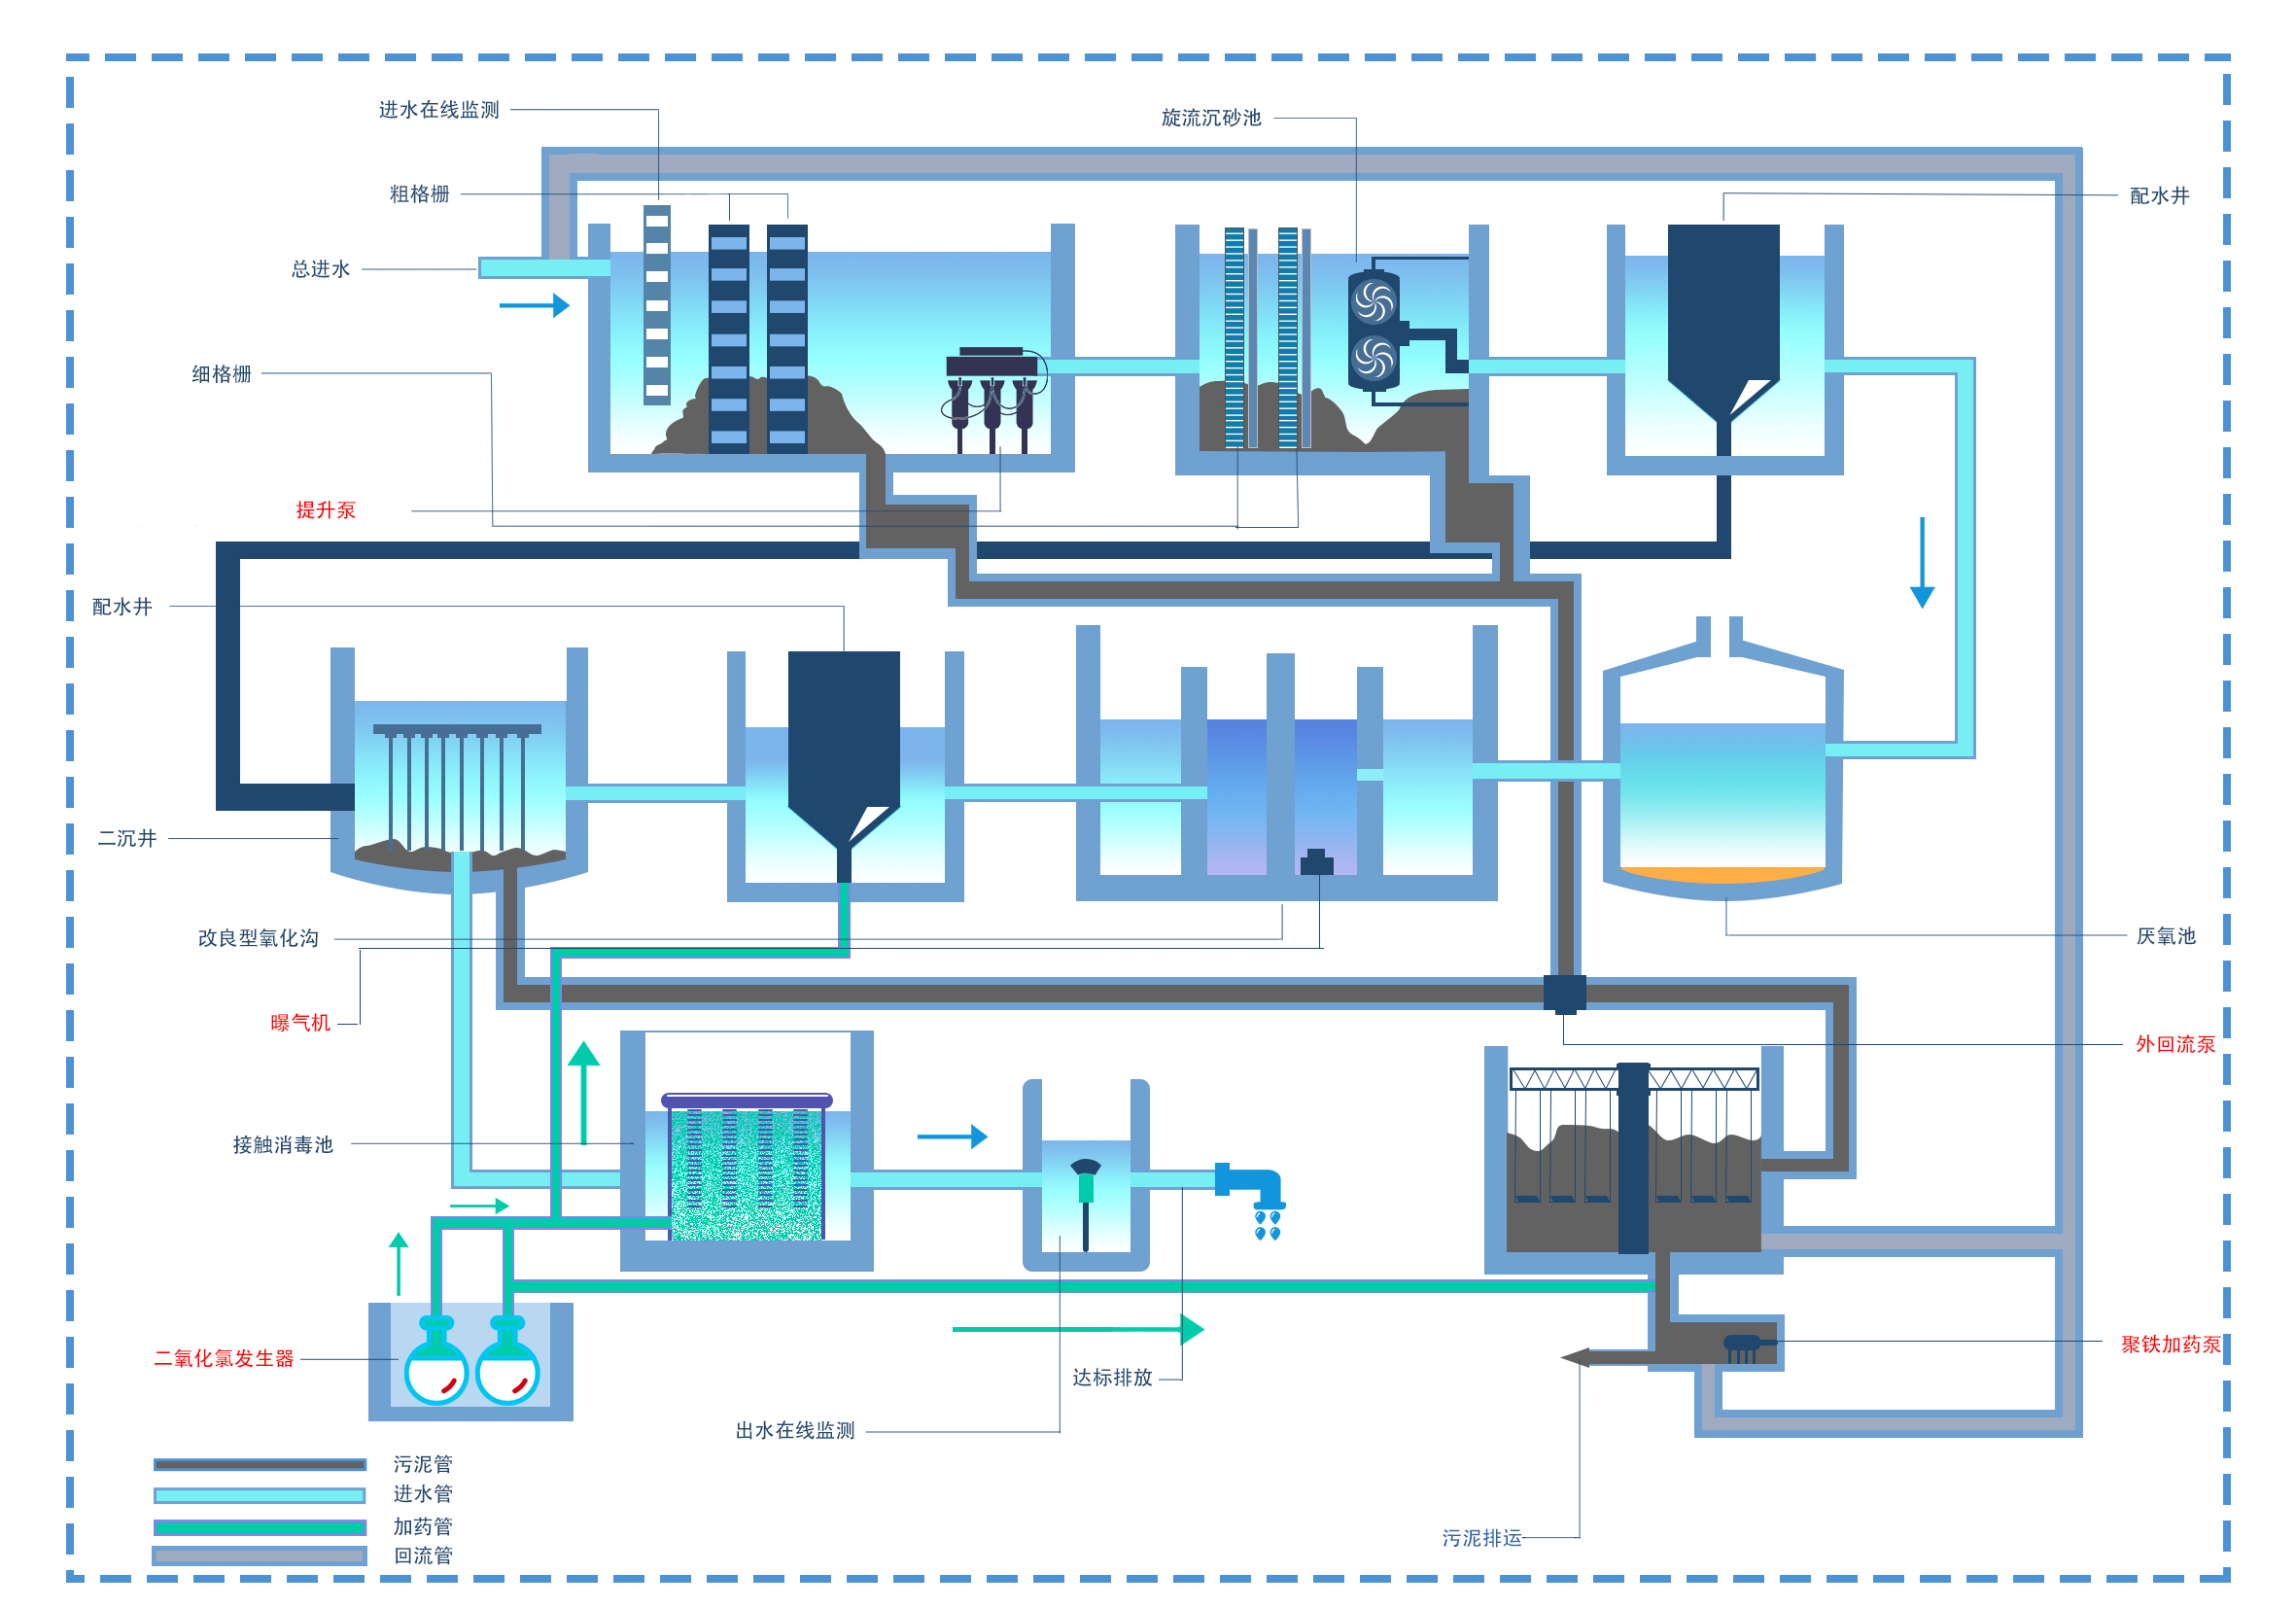 进水在线监测
旋流沉砂池
粗格栅
配水井
总进水
细格栅
提升泵
配水井
二沉井
改良型氧化沟
厌氧池
曝气机
外回流泵
接触消毒池
二氧化氯发生器
聚铁加药泵
达标排放
出水在线监测
污泥管
进水管
加药管
污泥排运
回流管